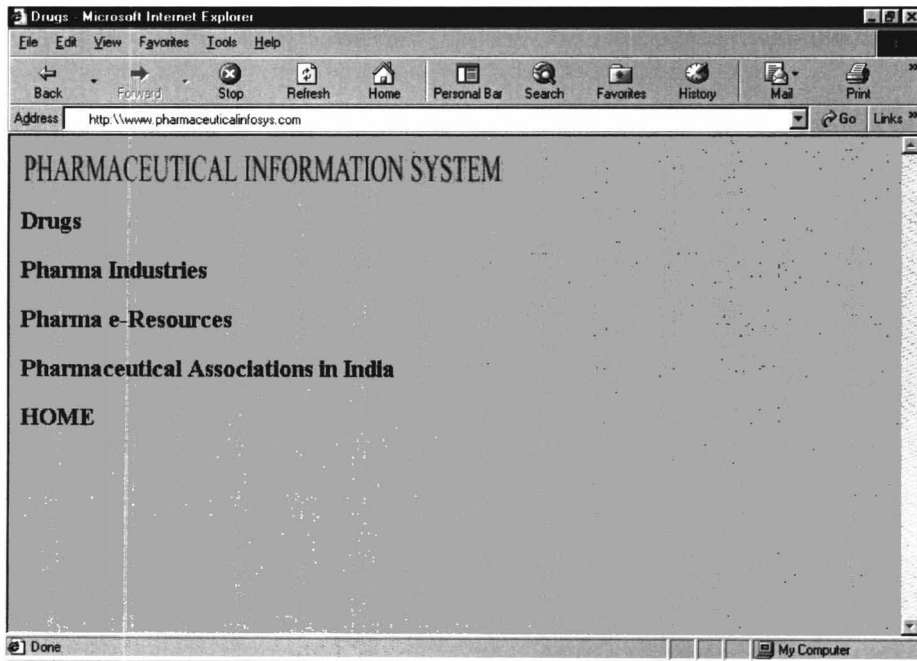 Drugs - Microsoft Internet Explorer
File Edit View Favorites Tools Help
Back Forward Stop Refresh Home Personal Bar Search Favorites History Mail Print »
Address http:\\www.pharmaceuticalinfosys.com Go Links »
PHARMACEUTICAL INFORMATION SYSTEM
Drugs
Pharma Industries
Pharma e-Resources
Pharmaceutical Associations in India
HOME
Done My Computer